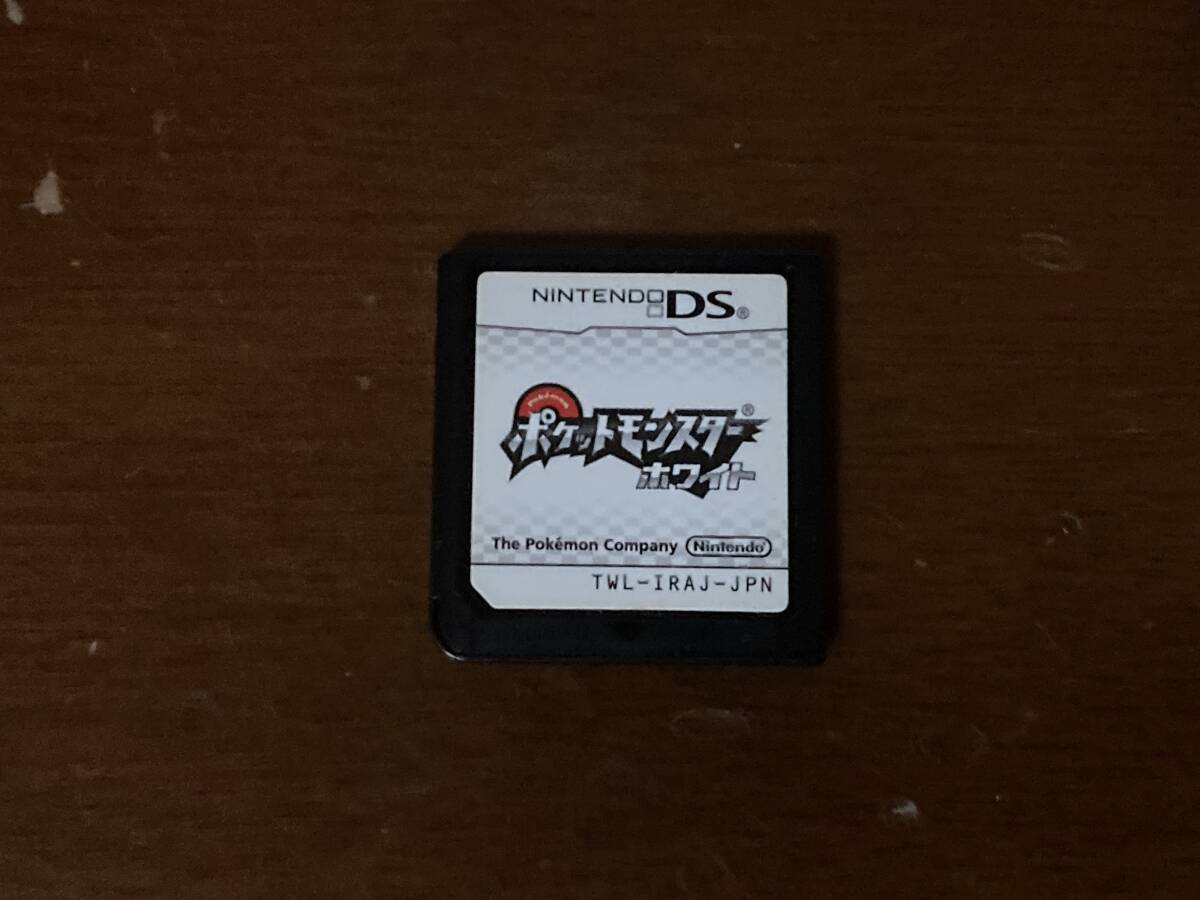 NINTENDO DS®
Pokémon
ポケットモンスター®
ホワイト
The Pokémon Company Nintendo®
TWL-IRAJ-JPN